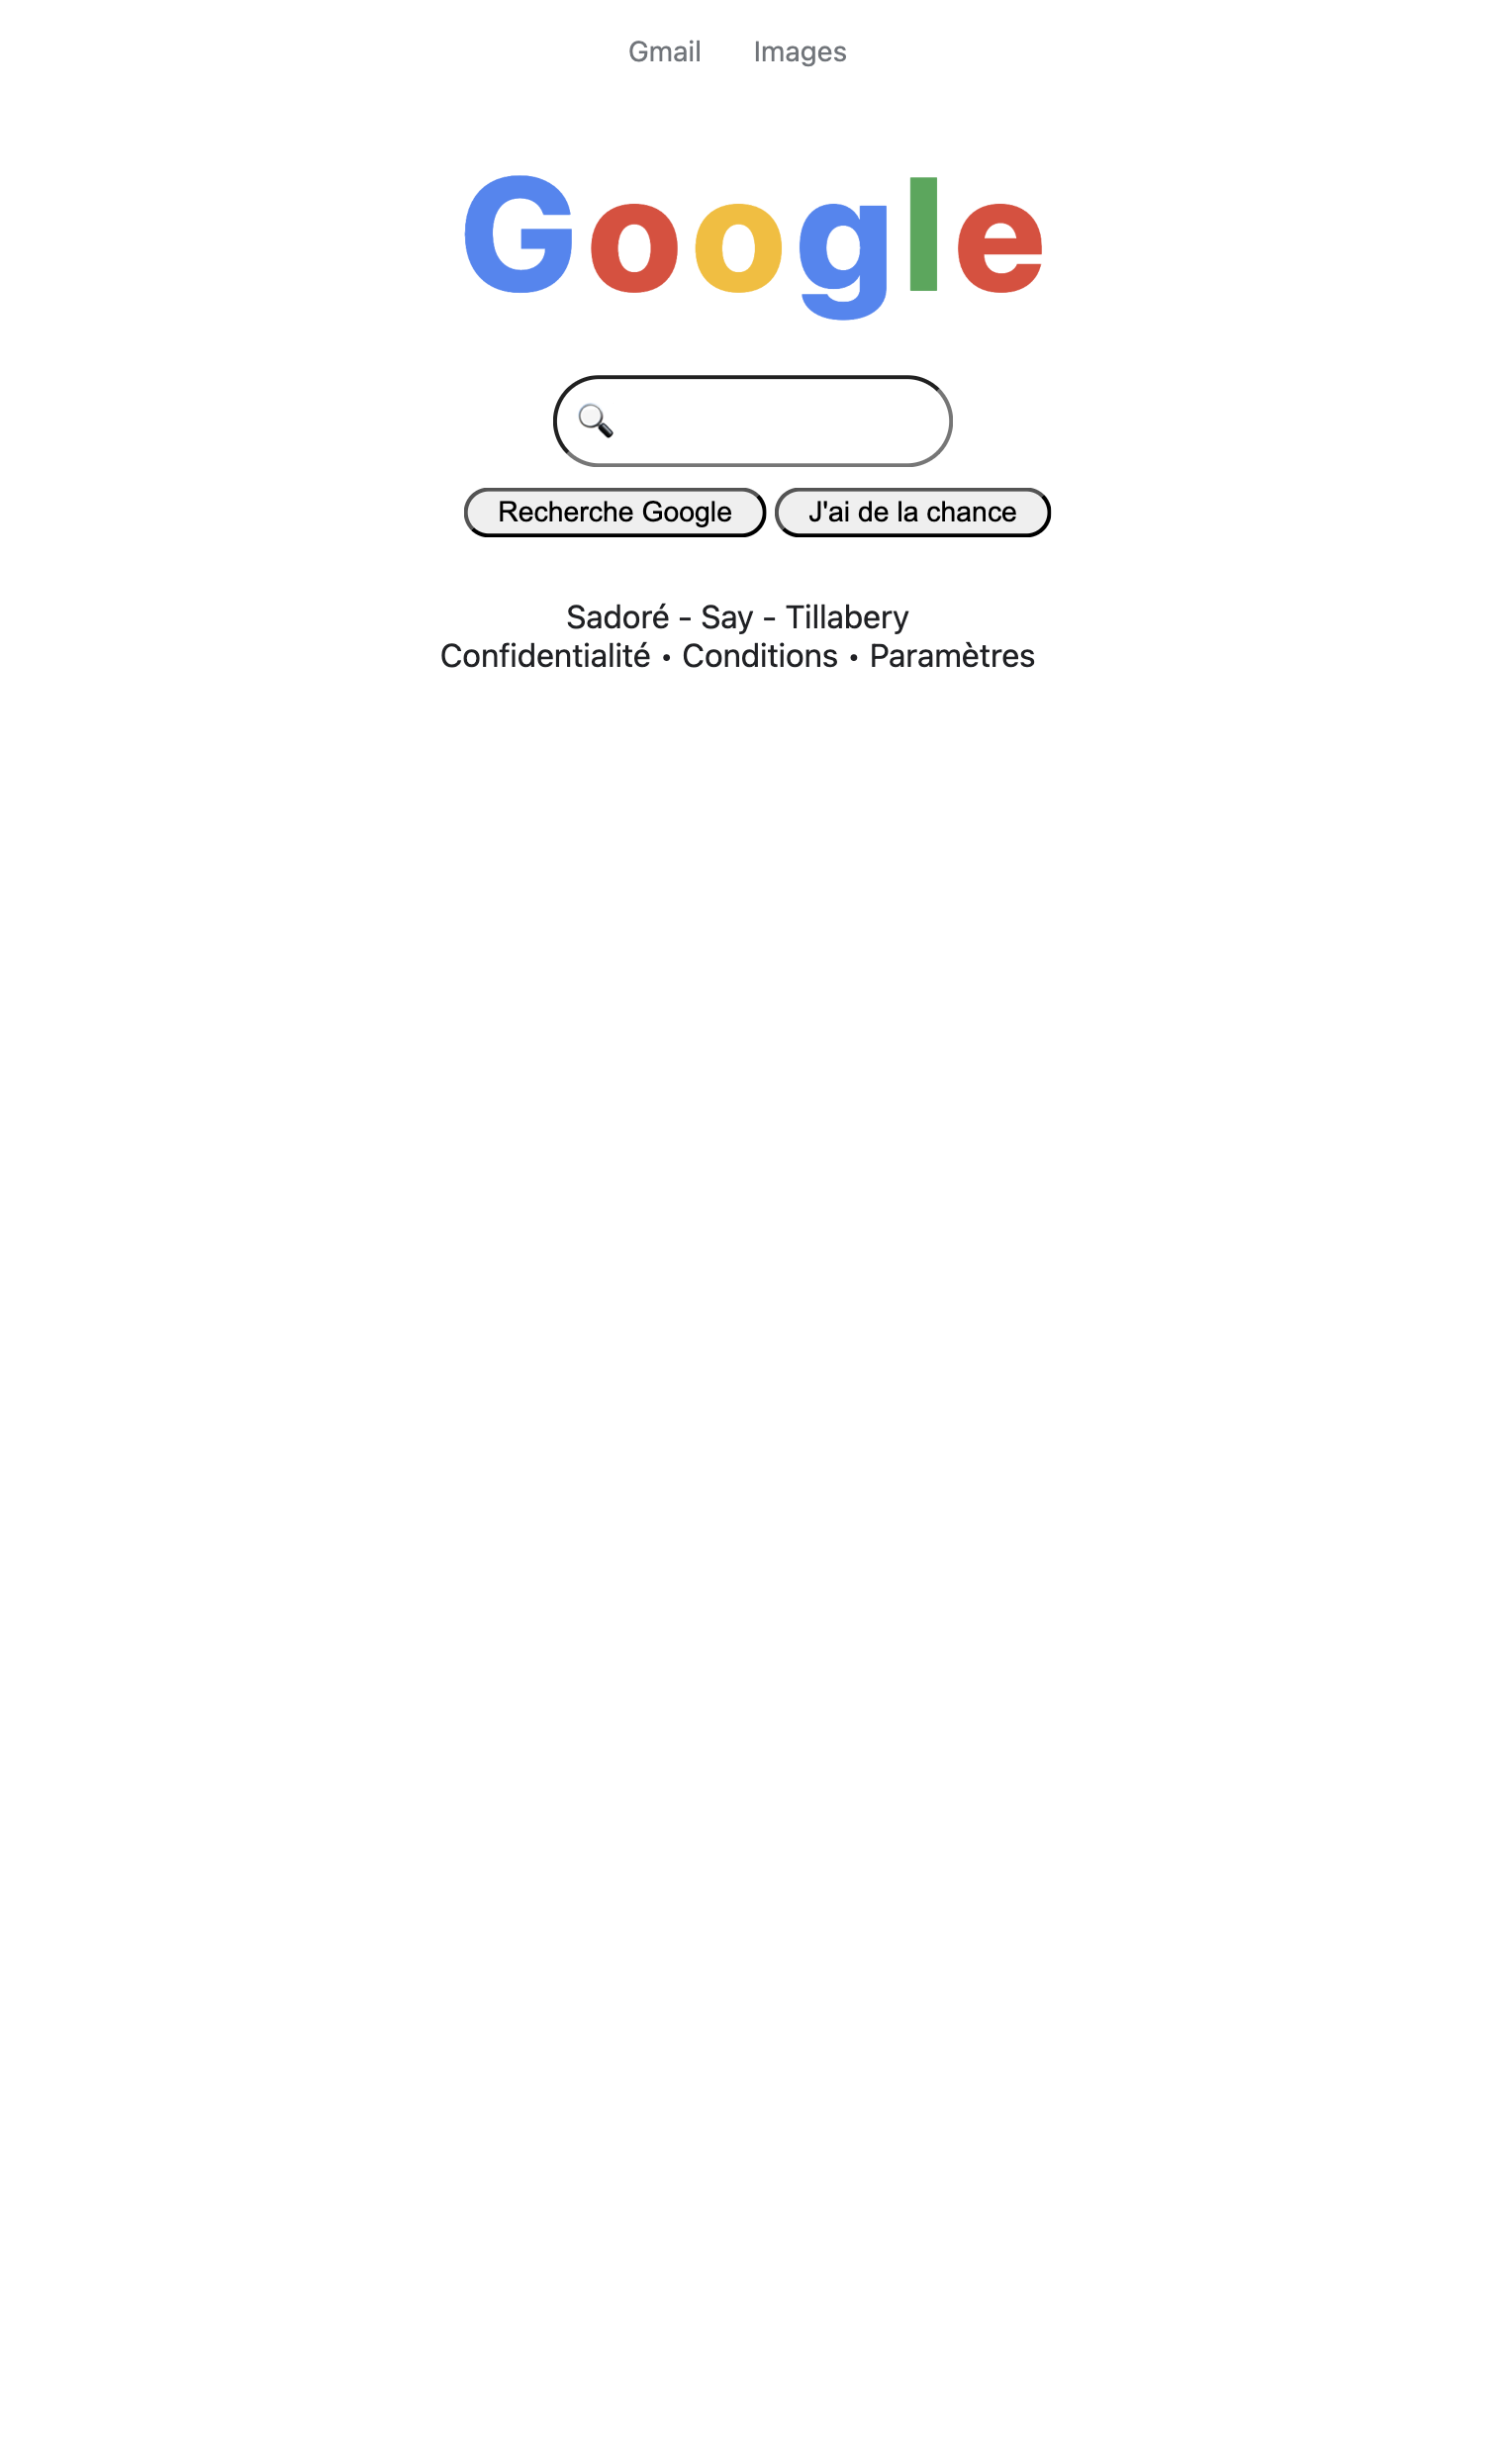 Gmail Images
Google
Recherche Google J'ai de la chance
Sadoré - Say - Tillabery
Confidentialité • Conditions • Paramètres